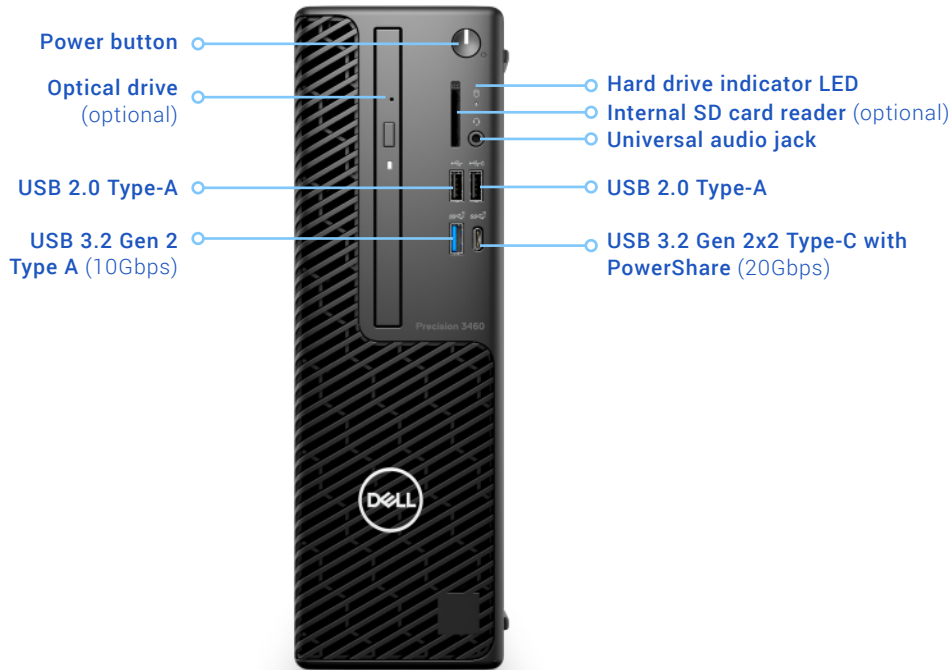 Power button
Optical drive
(optional)
USB 2.0 Type-A
USB 3.2 Gen 2
Type A (10Gbps)
Hard drive indicator LED
Internal SD card reader (optional)
Universal audio jack
USB 2.0 Type-A
USB 3.2 Gen 2x2 Type-C with
PowerShare (20Gbps)
Precision 3460
DELL